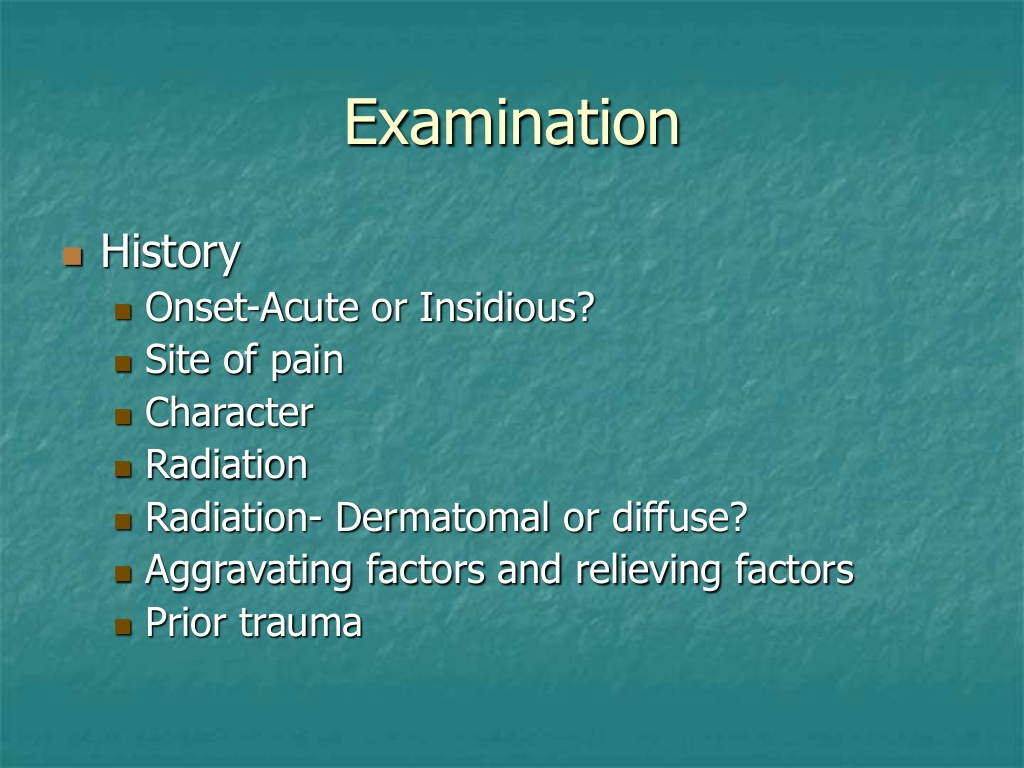 Examination
History
Onset-Acute or Insidious?
Site of pain
Character
Radiation
Radiation- Dermatomal or diffuse?
Aggravating factors and relieving factors
Prior trauma